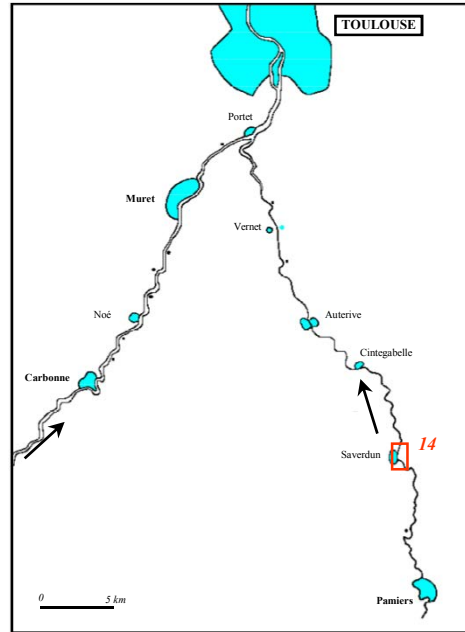 TOULOUSE
Portet
Muret
Vernet
Noé
Auterive
Cintegabelle
Carbonne
14
Saverdun
Pamiers
0 5 km